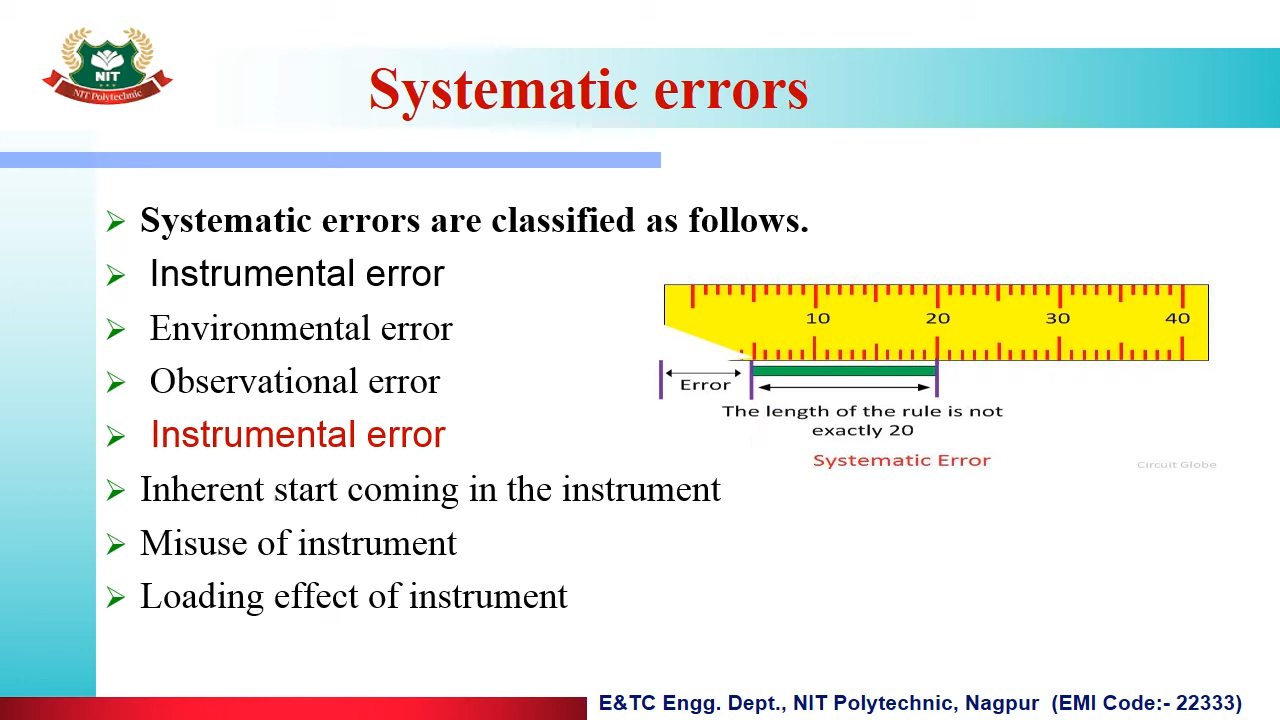 NIT
NIT Polytechnic
Systematic errors
Systematic errors are classified as follows.
Instrumental error
Environmental error
Observational error
Instrumental error
Inherent start coming in the instrument
Misuse of instrument
Loading effect of instrument
10 20 30 40
Error
The length of the rule is not
exactly 20
Systematic Error
Circuit Globe
E&TC Engg. Dept., NIT Polytechnic, Nagpur (EMI Code:- 22333)